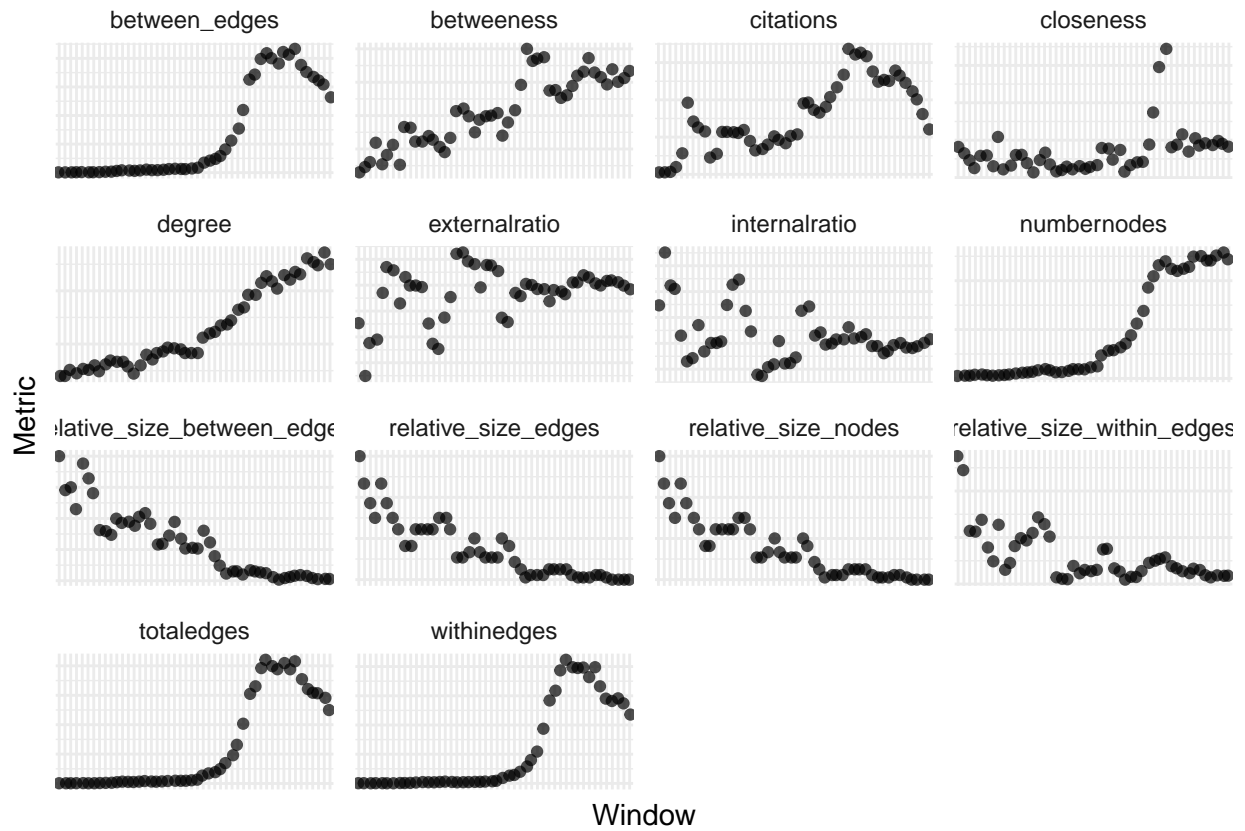 between_edges betweeness citations closeness
degree externalratio internalratio numbernodes
elative_size_between_edge relative_size_edges relative_size_nodes relative_size_within_edges
totaledges withinedges
Metric
Window